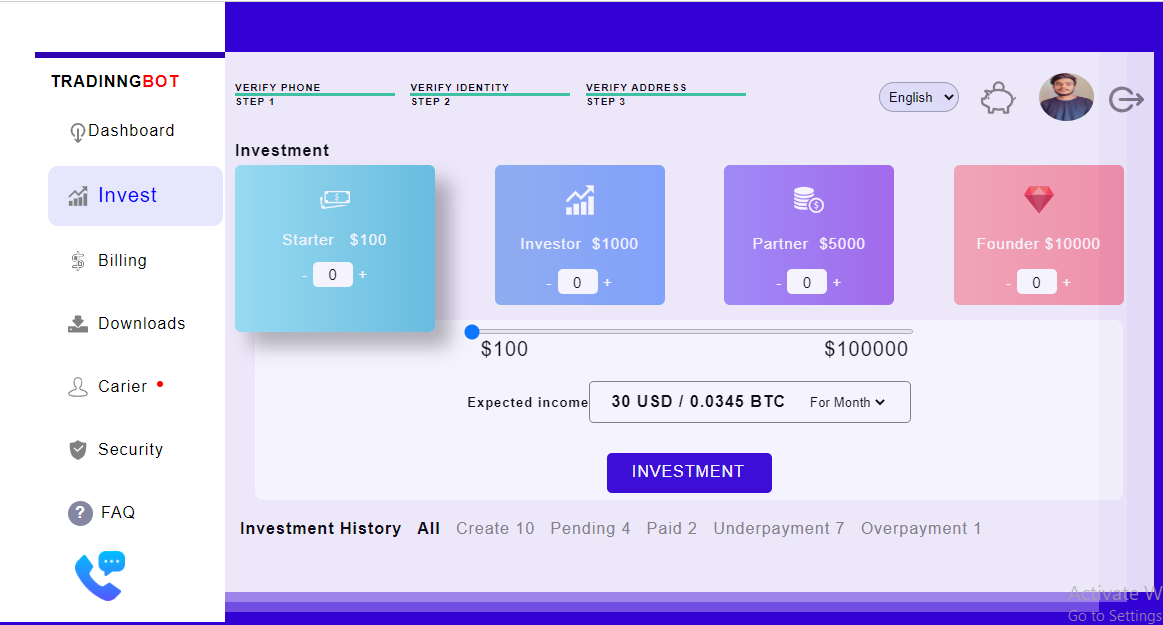 TRADINNGBOT
Dashboard
Invest
Billing
Downloads
Carier
Security
? FAQ
VERIFY PHONE
STEP 1
VERIFY IDENTITY
STEP 2
VERIFY ADDRESS
STEP 3
English
Investment
$
Starter $100
- 0 +
Investor $1000
- 0 +
$
Partner $5000
- 0 +
Founder $10000
- 0 +
$100 $100000
Expected income 30 USD / 0.0345 BTC For Month
INVESTMENT
Investment History All Create 10 Pending 4 Paid 2 Underpayment 7 Overpayment 1
Activate W
Go to Settings